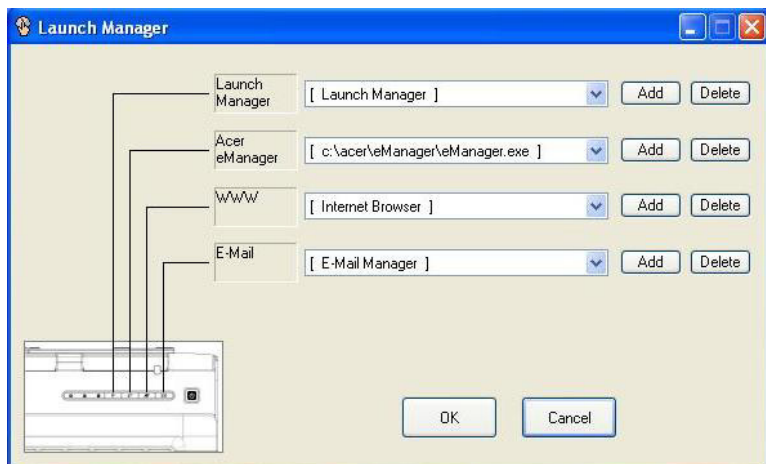 Launch Manager
Launch
Manager
[ Launch Manager ]
Add
Delete
Acer
eManager
[ c:\acer\eManager\eManager.exe ]
Add
Delete
WWW
[ Internet Browser ]
Add
Delete
E-Mail
[ E-Mail Manager ]
Add
Delete
OK
Cancel